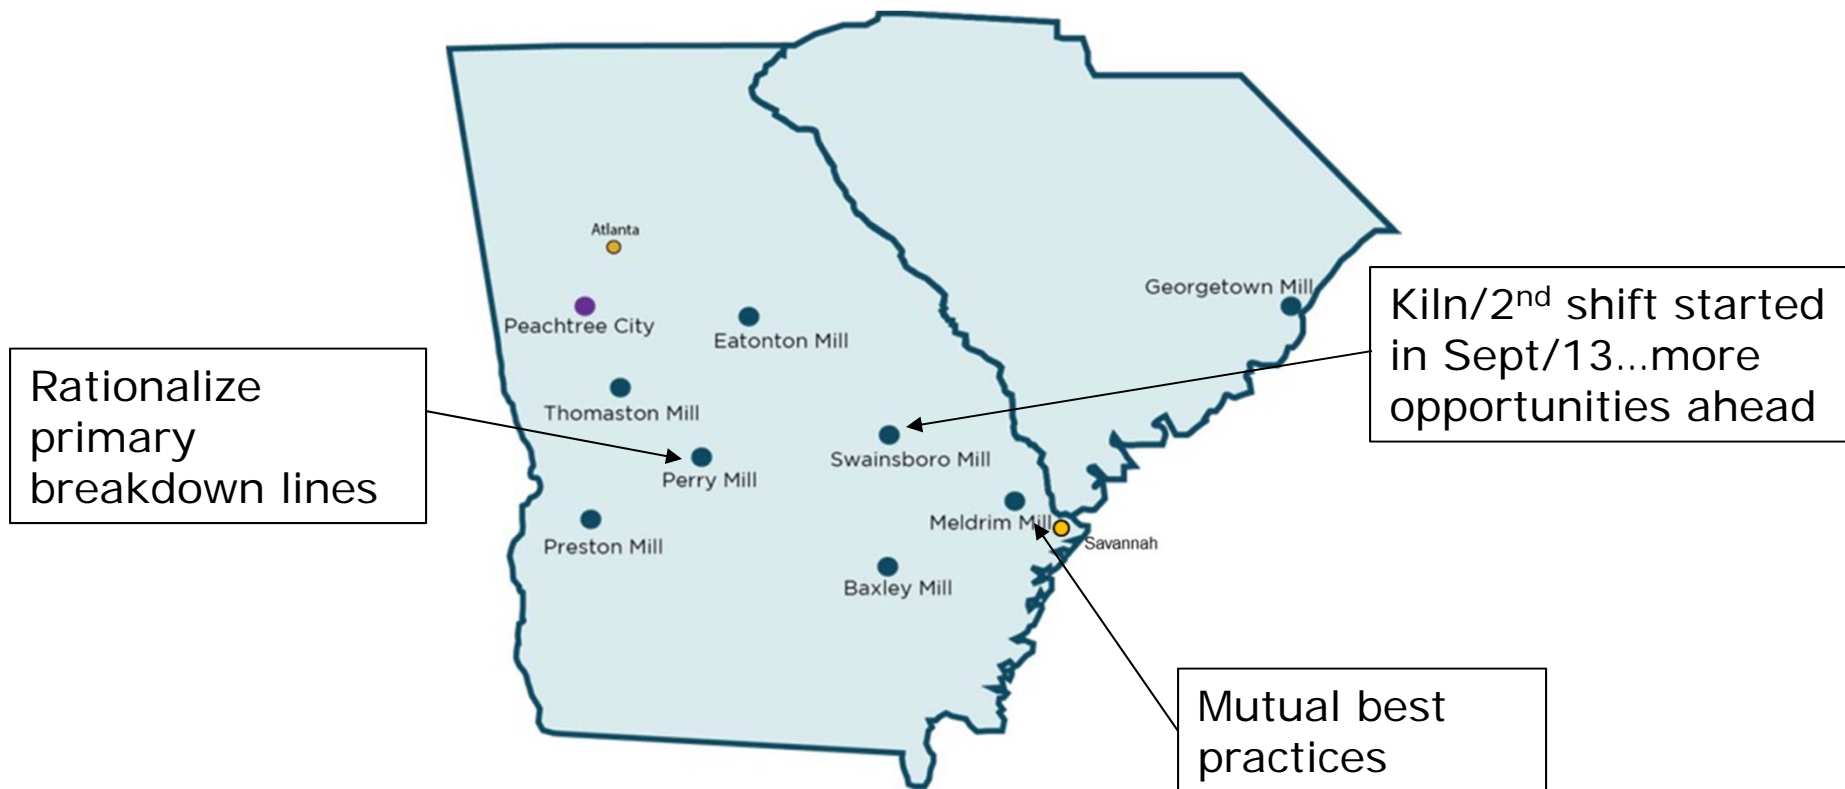 Atlanta
Georgetown Mill
Peachtree City
Eatonton Mill
Kiln/2nd shift started
in Sept/13...more
opportunities ahead
Rationalize
primary
breakdown lines
Thomaston Mill
Swainsboro Mill
Perry Mill
Meldrim Mill
Savannah
Preston Mill
Baxley Mill
Mutual best
practices